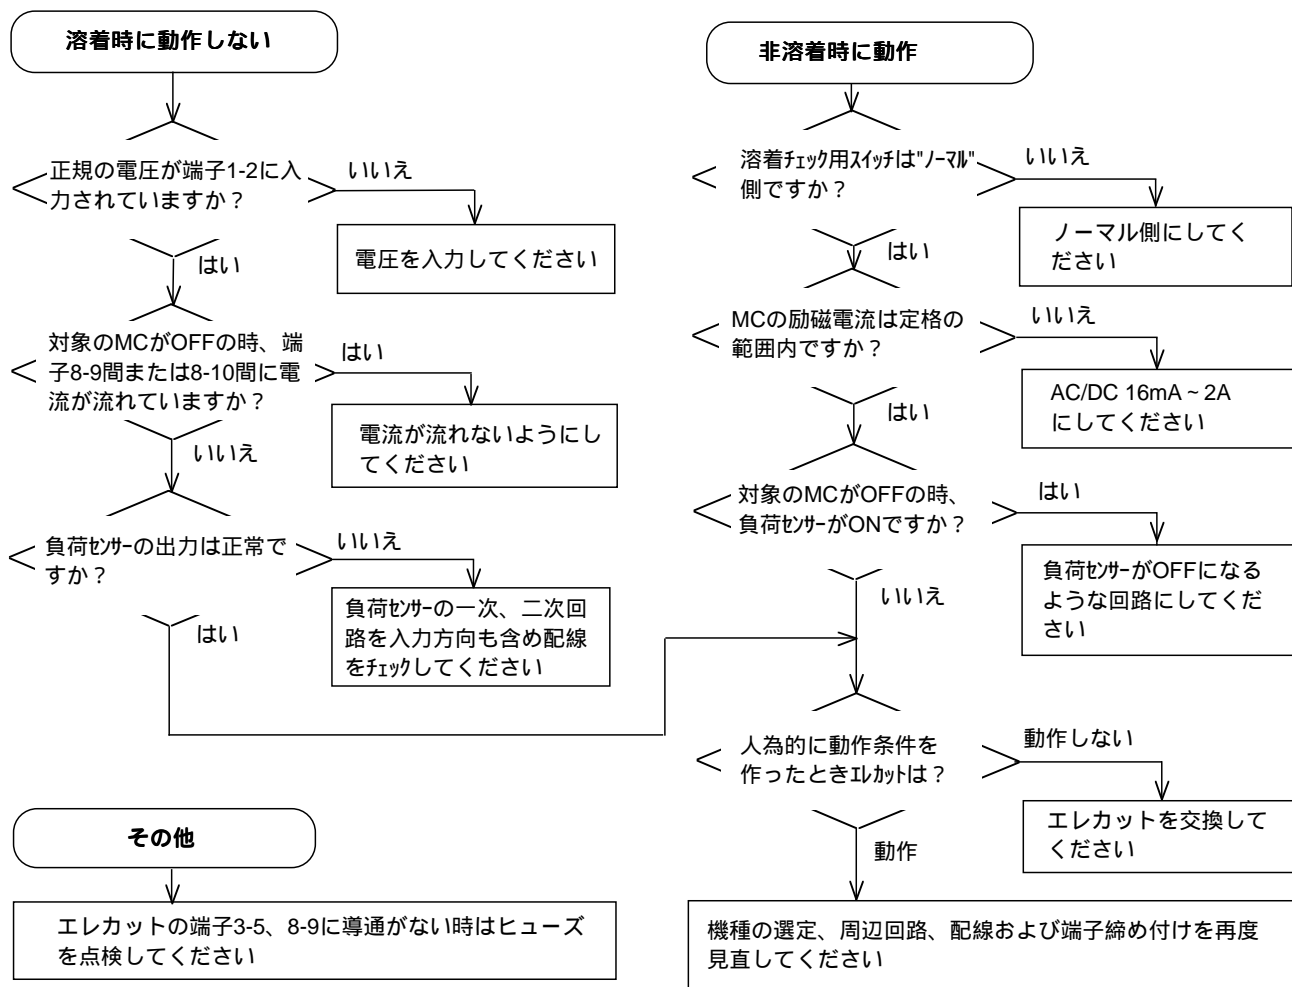 溶着時に動作しない
正規の電圧が端子1-2に入
力されていますか？
いいえ
電圧を入力してください
はい
対象のMCがOFFの時、端
子8-9間または8-10間に電
流が流れていますか？
はい
電流が流れないようにし
てください
いいえ
負荷ｾﾝｻｰの出力は正常で
すか？
いいえ
負荷ｾﾝｻｰの一次、二次回
路を入力方向も含め配線
をﾁｪｯｸしてください
はい
その他
エレカットの端子3-5、8-9に導通がない時はヒューズ
を点検してください
非溶着時に動作
溶着ﾁｪｯｸ用ｽｲｯﾁは"ﾉｰﾏﾙ"
側ですか？
いいえ
ノーマル側にしてく
ださい
はい
MCの励磁電流は定格の
範囲内ですか？
いいえ
AC/DC 16mA～2A
にしてください
はい
対象のMCがOFFの時、
負荷ｾﾝｻｰがONですか？
はい
負荷ｾﾝｻｰがOFFになる
ような回路にしてくだ
さい
いいえ
人為的に動作条件を
作ったときｴﾚｶｯﾄは？
動作しない
エレカットを交換して
ください
動作
機種の選定、周辺回路、配線および端子締め付けを再度
見直してください